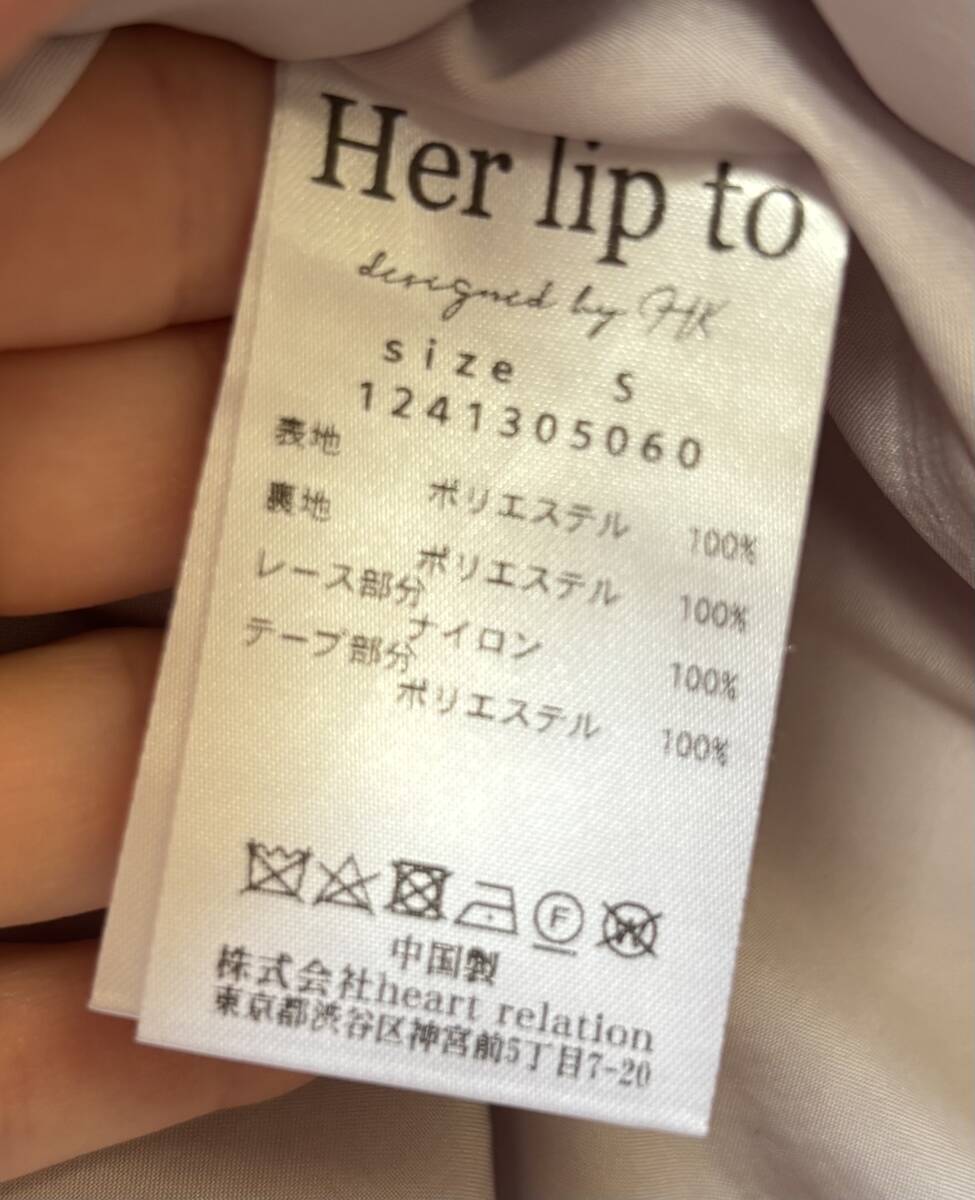 Her lip to
designed by HK
size S
1241305060
表地
ポリエステル 100%
裏地
ポリエステル 100%
レース部分
ナイロン 100%
テープ部分
ポリエステル 100%
F
W
中国製
株式会社heart relation
東京都渋谷区神宮前5丁目7-20